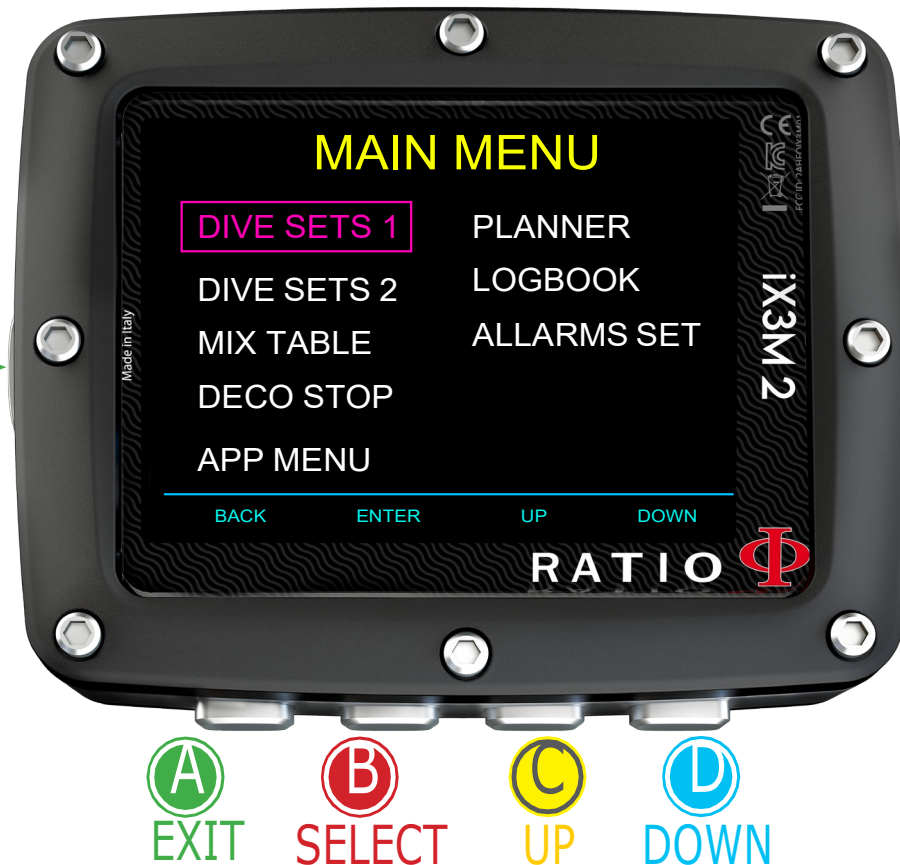 MAIN MENU
DIVE SETS 1
DIVE SETS 2
MIX TABLE
DECO STOP
APP MENU
PLANNER
LOGBOOK
ALLARMS SET
BACK ENTER UP DOWN
Made in Italy
CE
iX3M 2
RATIO
A
EXIT
B
SELECT
C
UP
D
DOWN